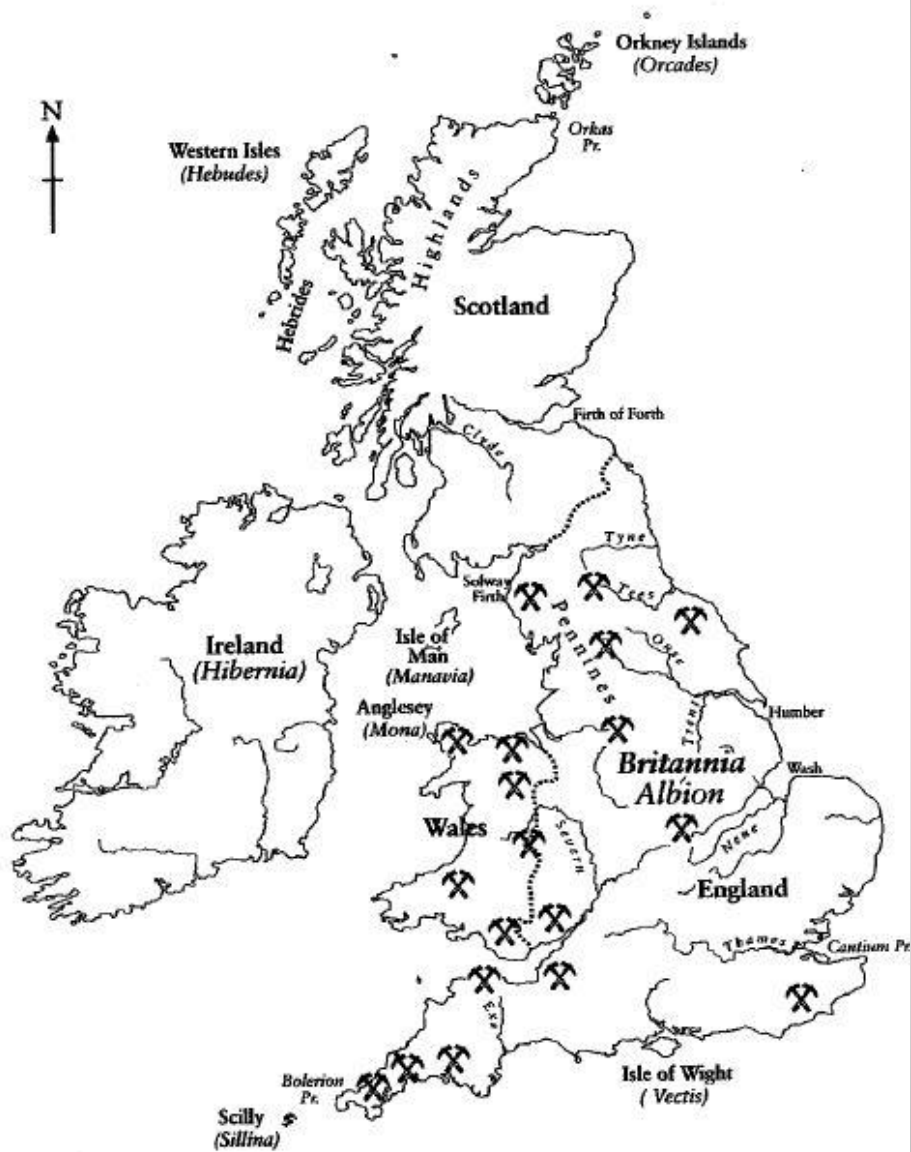 Orkney Islands
(Orcades)
N
Orkas
Pr.
Western Isles
(Hebudes)
Highlands
Hebrides
Scotland
Firth of Forth
Clyde
Tyne
Solway
Firth
Tees
Pennines
Ouse
Isle of
Man
(Manavia)
Ireland
(Hibernia)
Anglesey
(Mona)
Trent
Humber
Britannia
Albion
Wash
Wales
Severn
Nene
England
Thames
Cantium Pr.
Exe
Bolerion
Pr.
Isle of Wight
(Vectis)
Scilly
(Sillina)